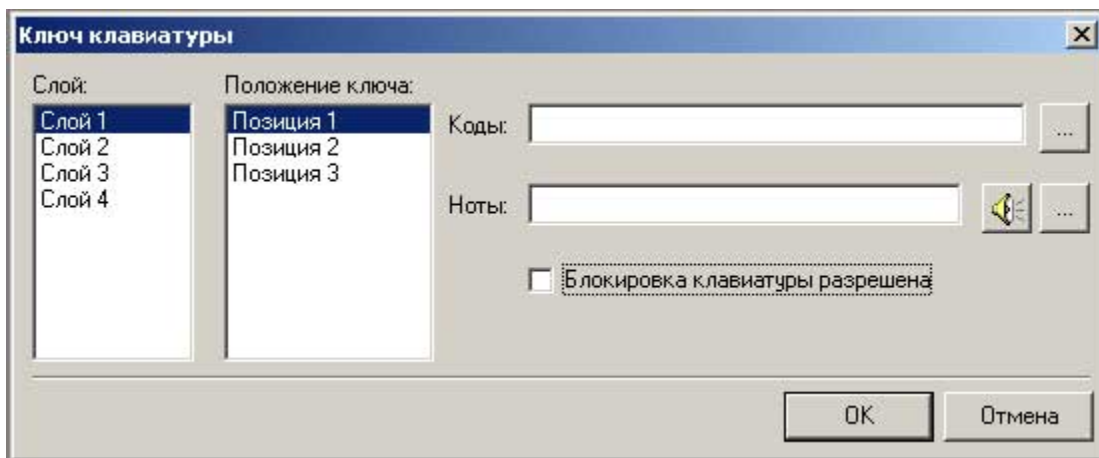 Ключ клавиатуры
Слой:
Слой 1
Слой 2
Слой 3
Слой 4
Положение ключа:
Позиция 1
Позиция 2
Позиция 3
Коды:
...
Ноты:
...
Блокировка клавиатуры разрешена
OK
Отмена